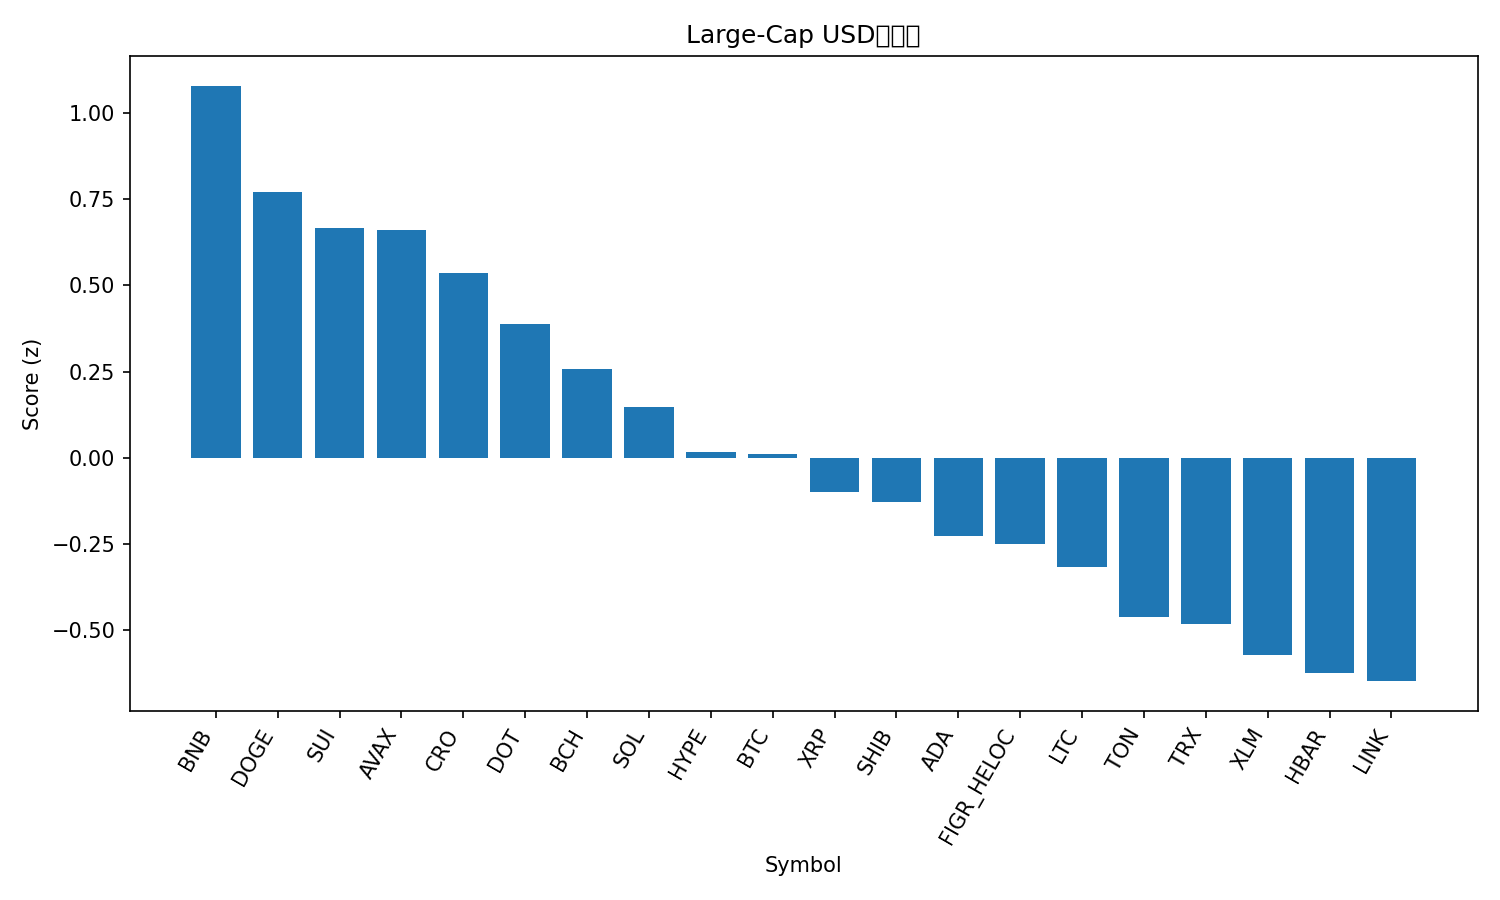 Large-Cap USD
Score (z)
1.00
0.75
0.50
0.25
0.00
−0.25
−0.50
BNB
DOGE
SUI
AVAX
CRO
DOT
BCH
SOL
HYPE
BTC
XRP
SHIB
ADA
FIGR_HELOC
LTC
TON
TRX
XLM
HBAR
LINK
Symbol